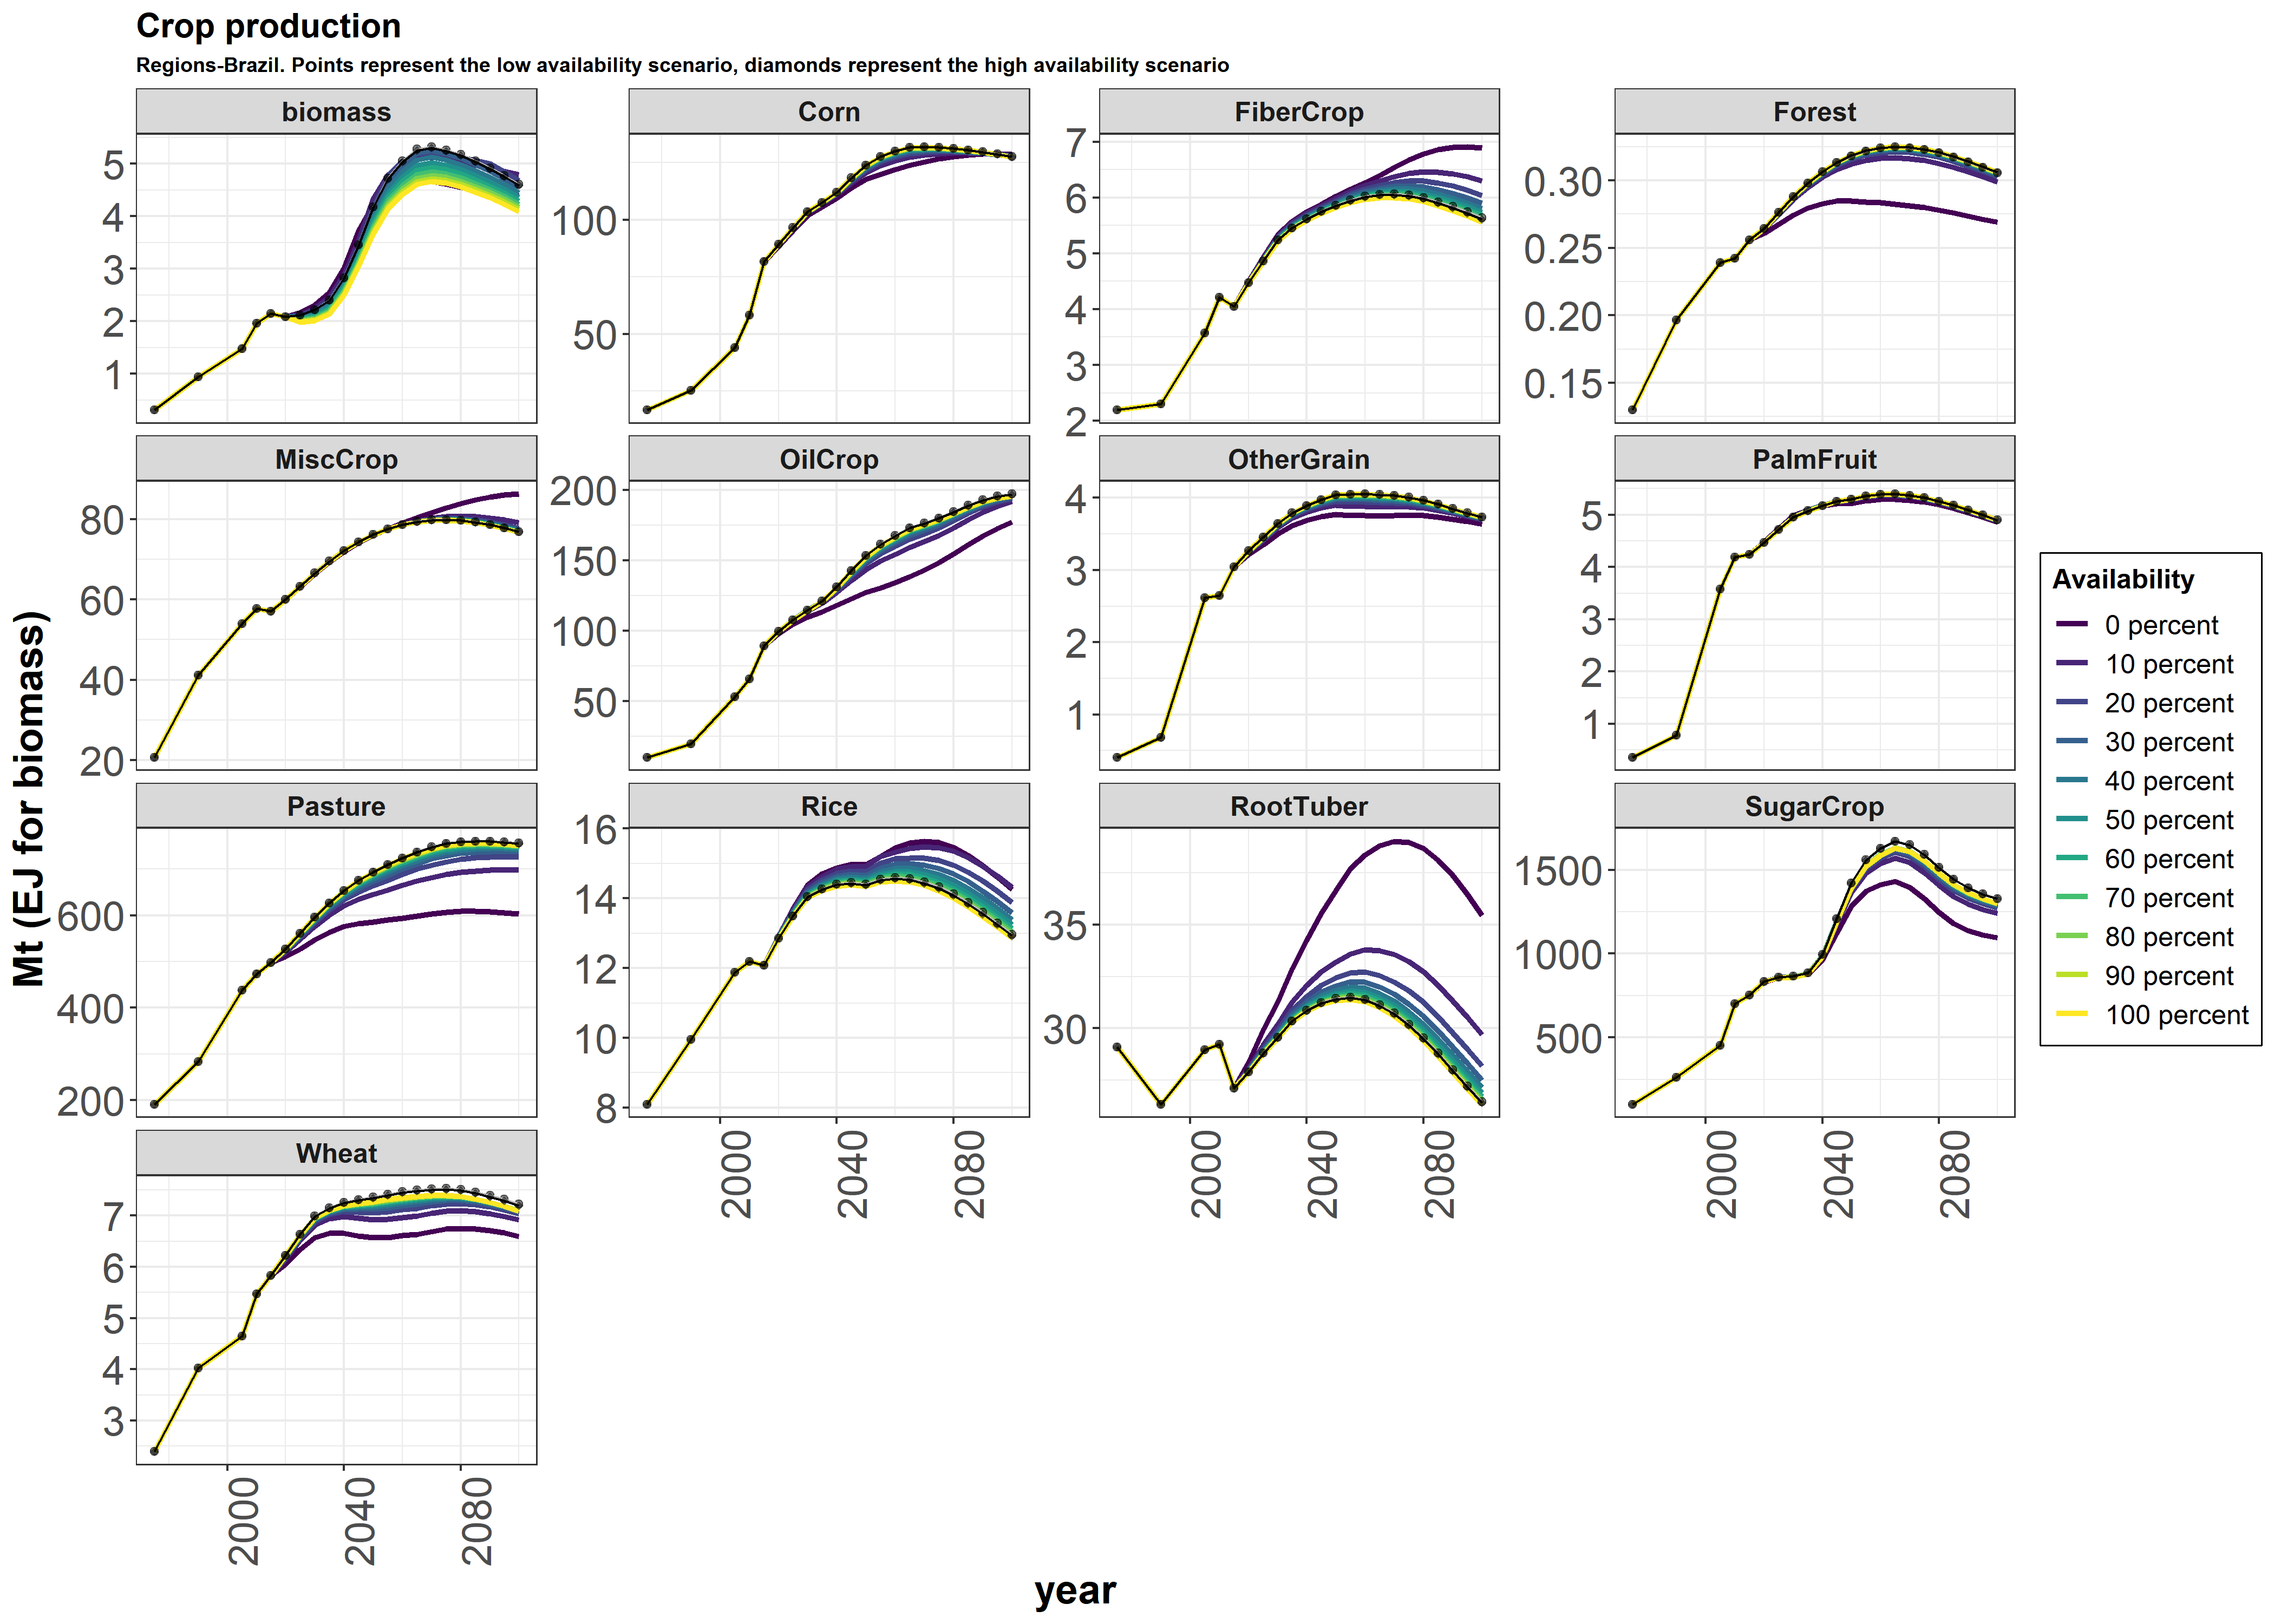 Crop production
Regions-Brazil. Points represent the low availability scenario, diamonds represent the high availability scenario
biomass
Corn
FiberCrop
Forest
5
4
3
2
1
100
50
7
6
5
4
3
2
0.30
0.25
0.20
0.15
MiscCrop
OilCrop
OtherGrain
PalmFruit
80
60
40
20
200
150
100
50
4
3
2
1
5
4
3
2
1
Pasture
Rice
RootTuber
SugarCrop
600
400
200
16
14
12
10
8
35
30
1500
1000
500
2000
2040
2080
2000
2040
2080
2000
2040
2080
Wheat
7
6
5
4
3
2000
2040
2080
year
Mt (EJ for biomass)
Availability
0 percent
10 percent
20 percent
30 percent
40 percent
50 percent
60 percent
70 percent
80 percent
90 percent
100 percent